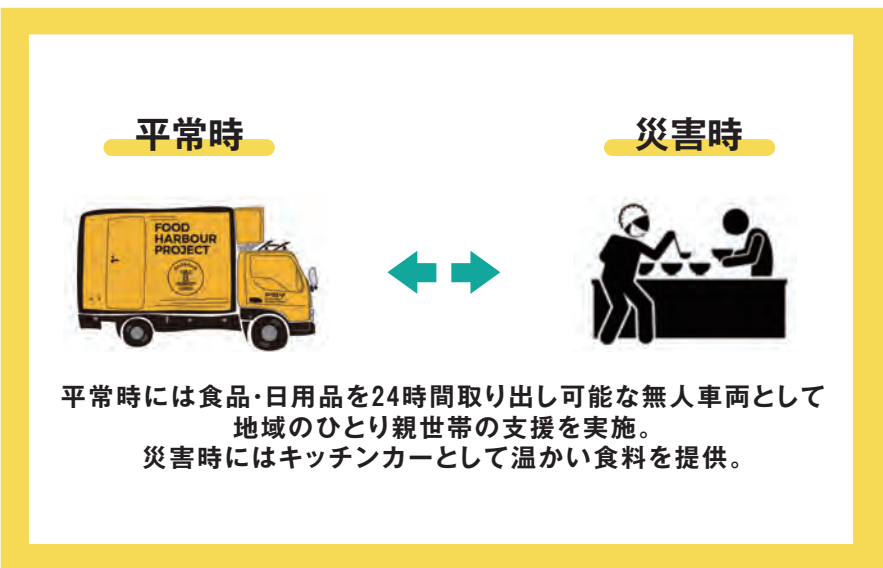 平常時
災害時
FOOD
HARBOUR
PROJECT
平常時には食品・日用品を24時間取り出し可能な無人車両として
地域のひとり親世帯の支援を実施。
災害時にはキッチンカーとして温かい食料を提供。